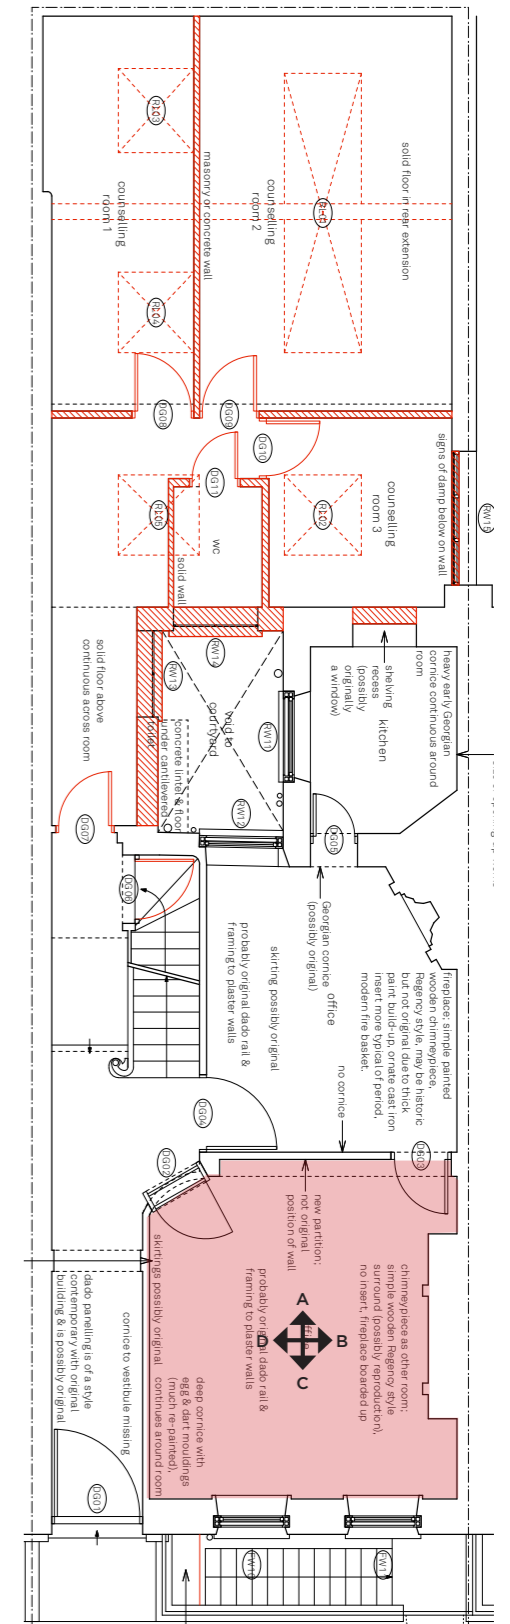 RL03
counselling
room 1
RL04
masonry or concrete wall
counselling
room 2
RL01
solid floor in rear extension
DG08
DG09
DG10
DG11
RL05
wc
solid wall
RL02
counselling
room 3
signs of damp below on wall
RW15
solid floor above
continuous across room
RW14
RW13
void to
courtyard
RW11
RW12
concrete lintel & floor
under cantilevered
toilet
shelving
recess
(possibly
originally
a window)
kitchen
heavy early Georgian
cornice continuous around
room
DG07
DG06
DG05
Georgian cornice
(possibly original)
office
skirting possibly original
probably original dado rail &
framing to plaster walls
fireplace; simple painted
wooden chimneypiece,
Regency style, may be historic
but not original due to thick
paint build-up, ornate cast iron
insert more typical of period,
modern fire basket.
no cornice
DG04
DG03
DG02
new partition;
not original
position of wall
skirtings possibly original
probably original dado rail &
framing to plaster walls
chimneypiece as other room;
simple wooden Regency style
surround (possibly reproduction),
no insert, fireplace boarded up
A
B
C
D
office
deep cornice with
egg & dart mouldings
(much re-painted),
continues around room
cornice to vestibule missing
dado panelling is of a style
contemporary with original
building & is possibly original
DG01
FW10